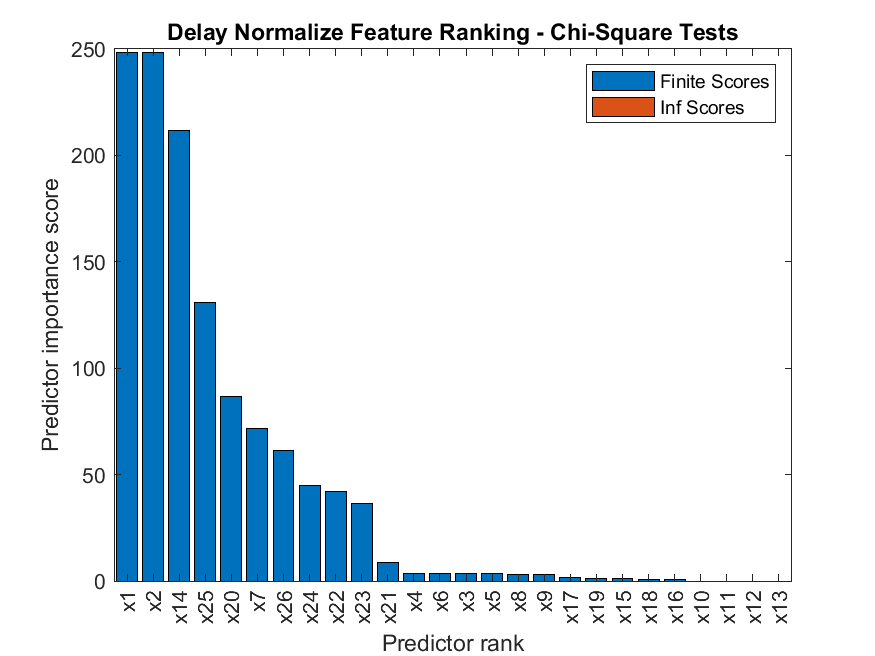 Delay Normalize Feature Ranking - Chi-Square Tests
Finite Scores
Inf Scores
Predictor importance score
250
200
150
100
50
0
x1 x2 x14 x25 x20 x7 x26 x24 x22 x23 x21 x4 x6 x3 x5 x8 x9 x17 x19 x15 x18 x16 x10 x11 x12 x13
Predictor rank